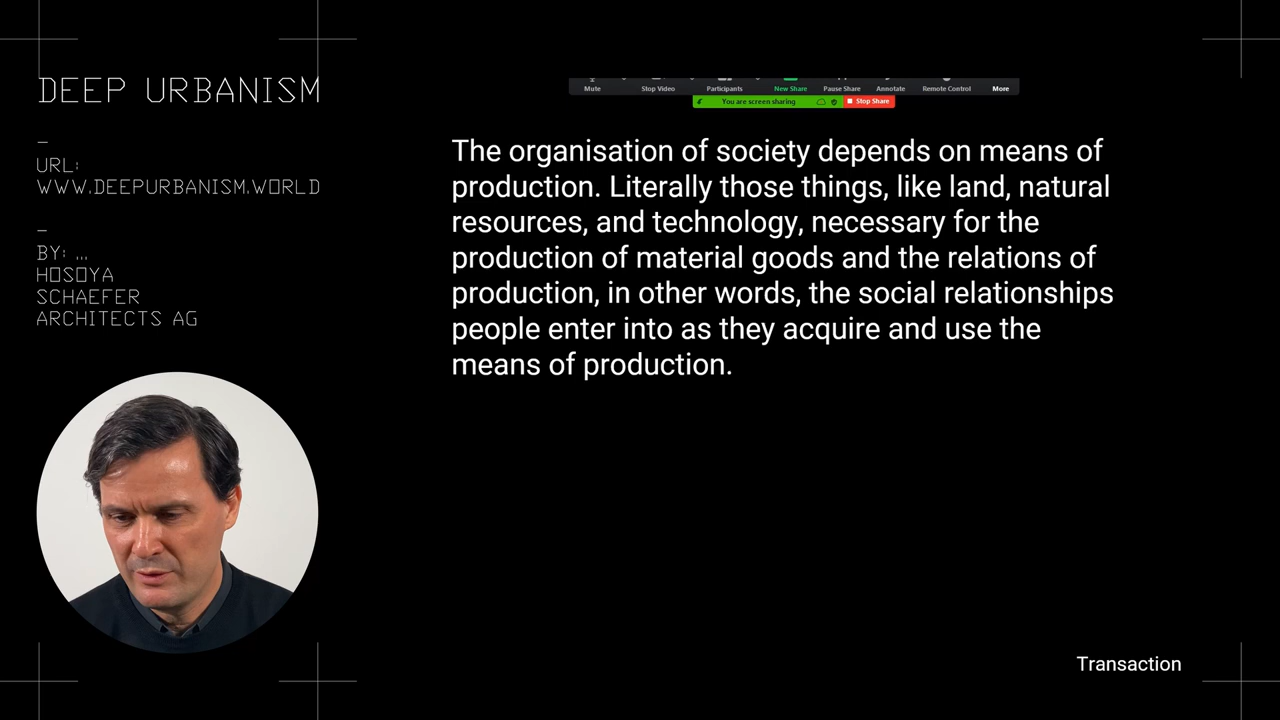 DEEP URBANISM
–
URL:
WWW.DEEPURBANISM.WORLD
–
BY: ...
HOSOYA
SCHAEFER
ARCHITECTS AG
Mute Stop Video Participants New Share Pause Share Annotate Remote Control More
You are screen sharing Stop Share
The organisation of society depends on means of
production. Literally those things, like land, natural
resources, and technology, necessary for the
production of material goods and the relations of
production, in other words, the social relationships
people enter into as they acquire and use the
means of production.
Transaction